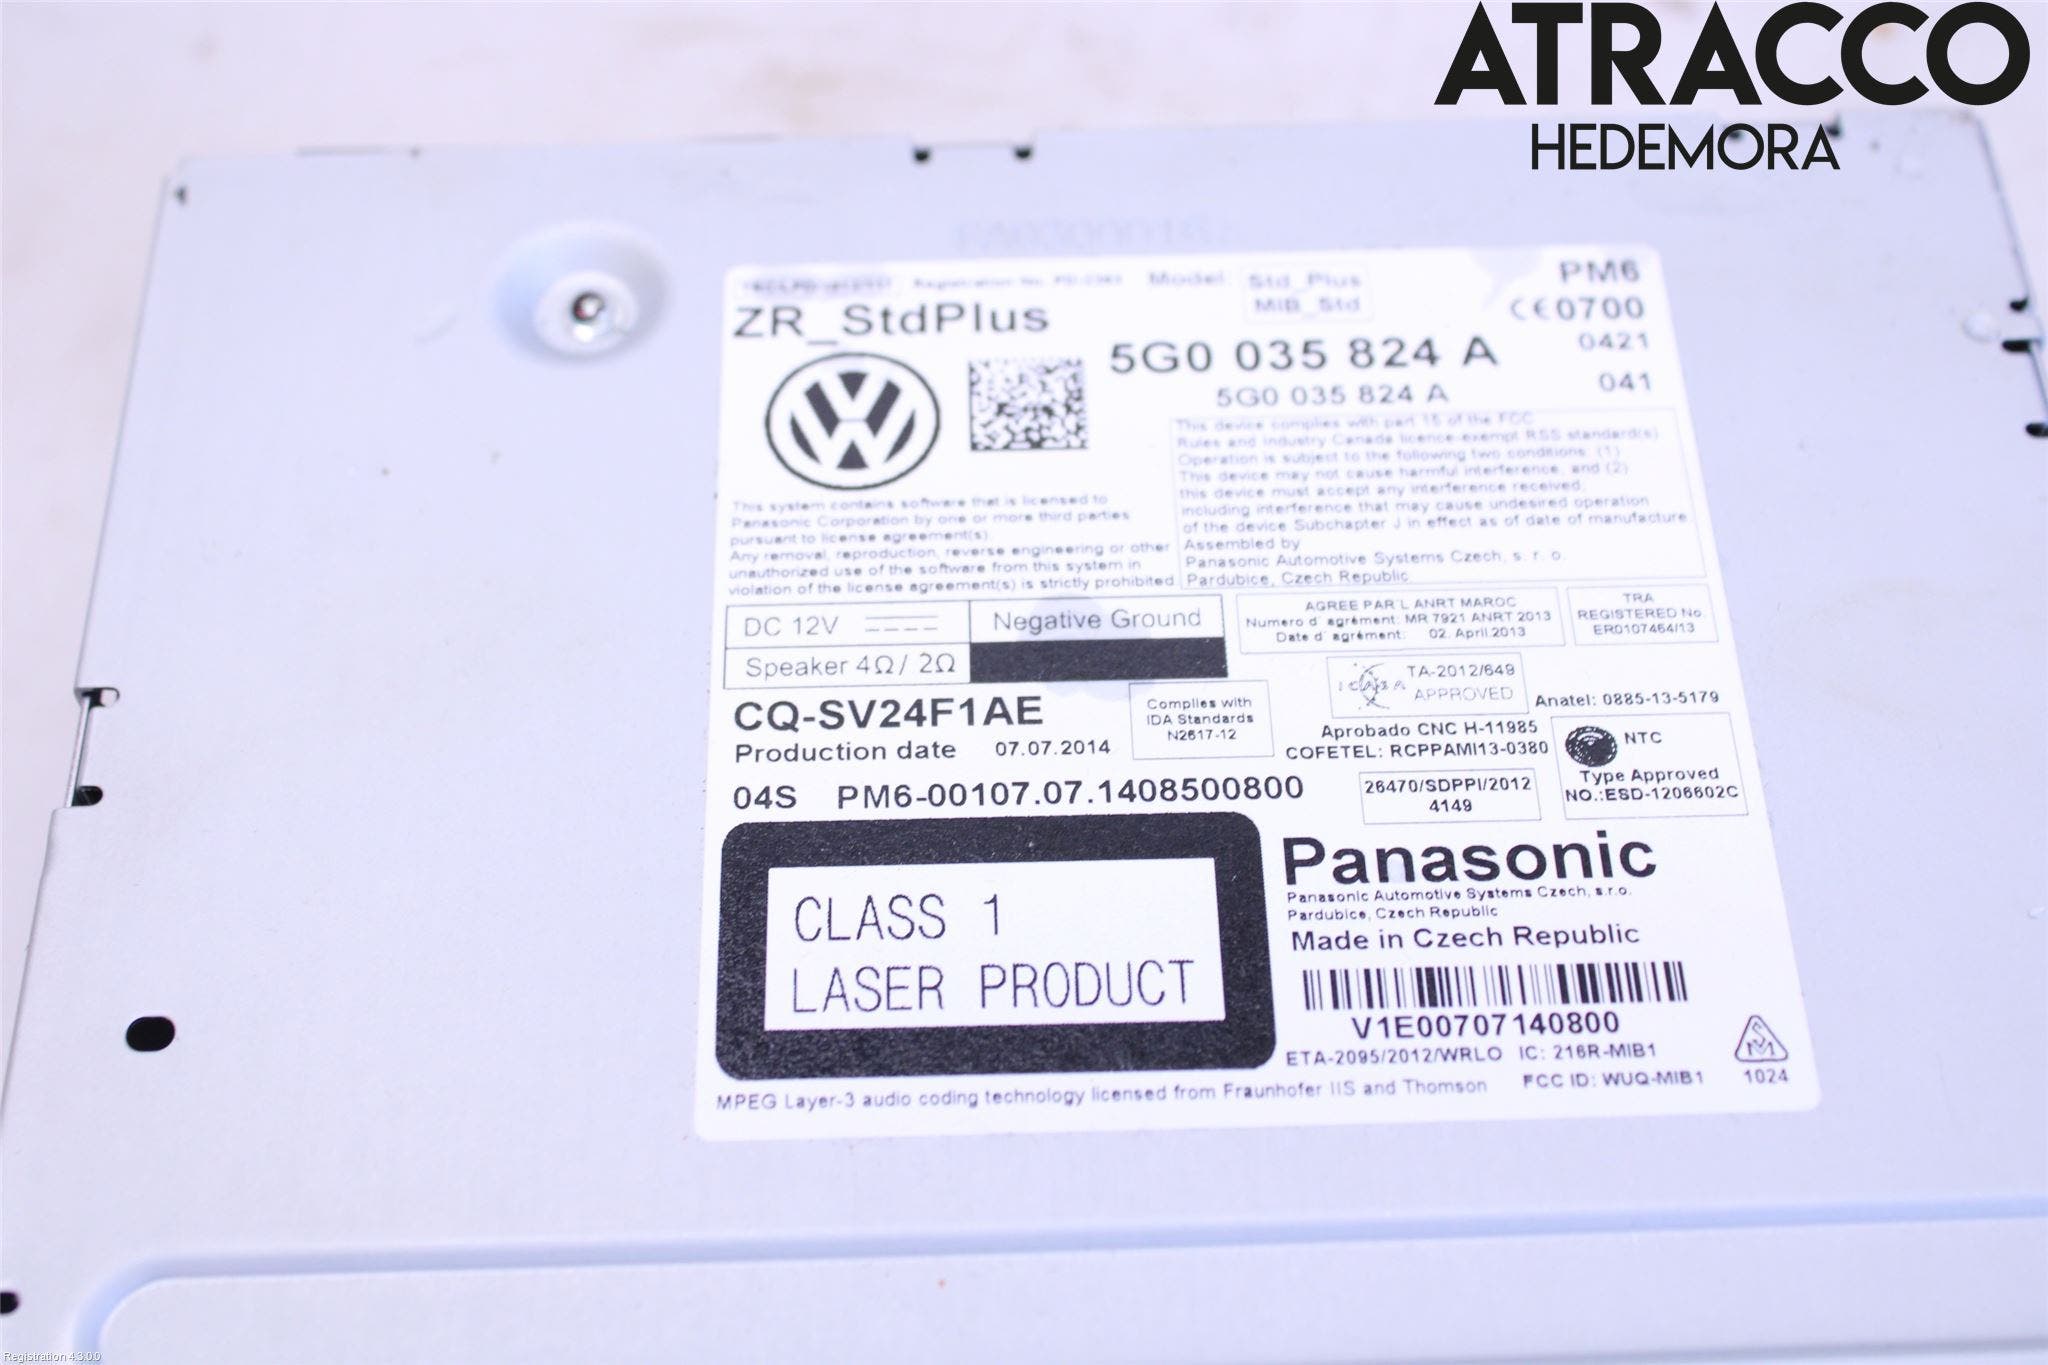 ATRACCO
HEDEMORA
Registration No. Model: Std_Plus
MIB_Std
PM6
ZR_StdPlus
CE0700
5G0 035 824 A
0421
5G0 035 824 A
041
This device complies with part 15 of the FCC
Rules and Industry Canada licence-exempt RSS standard(s).
Operation is subject to the following two conditions: (1)
This device may not cause harmful interference, and (2)
this device must accept any interference received,
including interference that may cause undesired operation
of the device Subchapter J in effect as of date of manufacture.
Assembled by
Panasonic Automotive Systems Czech, s. r. o.
Pardubice, Czech Republic
This system contains software that is licensed to
Panasonic Corporation by one or more third parties
pursuant to license agreement(s).
Any removal, reproduction, reverse engineering or other
unauthorized use of the software from this system in
violation of the license agreement(s) is strictly prohibited
DC 12V
Negative Ground
Speaker 4Ω / 2Ω
AGREE PAR L ANRT MAROC
Numero d´agrément: MR 7921 ANRT 2013
Date d´agrément: 02. April.2013
TRA
REGISTERED No.
ER0107464/13
TA-2012/649
APPROVED
CQ-SV24F1AE
Complies with
IDA Standards
N2617-12
Anatel: 0885-13-5179
Production date 07.07.2014
Aprobado CNC H-11985
COFETEL: RCPPAMI13-0380
NTC
Type Approved
NO.:ESD-1206602C
04S PM6-00107.07.1408500800
26470/SDPPI/2012
4149
CLASS 1
LASER PRODUCT
Panasonic
Panasonic Automotive Systems Czech, s.r.o.
Pardubice, Czech Republic
Made in Czech Republic
V1E00707140800
ETA-2095/2012/WRLO IC: 216R-MIB1
FCC ID: WUQ-MIB1
1024
MPEG Layer-3 audio coding technology licensed from Fraunhofer IIS and Thomson
Registration 4.3.0.0